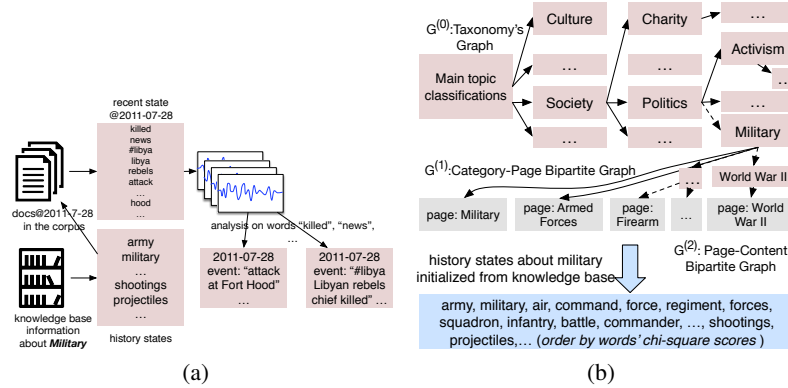 recent state
@2011-07-28
killed
news
#libya
libya
rebels
attack
...
hood
...
docs@2011-7-28
in the corpus
analysis on words "killed", "news",
...
army
military
...
shootings
projectiles
...
2011-07-28
event: "attack
at Fort Hood"
...
2011-07-28
event: "#libya
Libyan rebels
chief killed" ...
knowledge base
information
about Military
history states
(a)
G(0):Taxonomy's
Graph
Main topic
classifications
Culture
...
Society
...
Charity
...
Politics
...
...
Activism
...
...
Military
G(1):Category-Page Bipartite Graph
...
World War II
page: Military
page: Armed
Forces
page:
Firearm
...
page: World
War II
G(2): Page-Content
Bipartite Graph
history states about military
initialized from knowledge base
army, military, air, command, force, regiment, forces,
squadron, infantry, battle, commander, ..., shootings,
projectiles,... (order by words' chi-square scores )
(b)